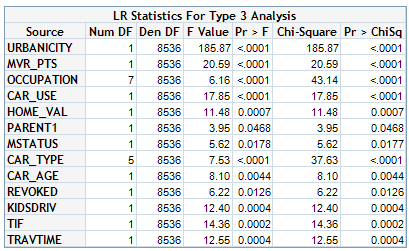 LR Statistics For Type 3 Analysis
Source Num DF Den DF F Value Pr > F Chi-Square Pr > ChiSq
URBANICITY 1 8536 185.87 <.0001 185.87 <.0001
MVR_PTS 1 8536 20.59 <.0001 20.59 <.0001
OCCUPATION 7 8536 6.16 <.0001 43.14 <.0001
CAR_USE 1 8536 17.85 <.0001 17.85 <.0001
HOME_VAL 1 8536 11.48 0.0007 11.48 0.0007
PARENT1 1 8536 3.95 0.0468 3.95 0.0468
MSTATUS 1 8536 5.62 0.0178 5.62 0.0177
CAR_TYPE 5 8536 7.53 <.0001 37.63 <.0001
CAR_AGE 1 8536 8.10 0.0044 8.10 0.0044
REVOKED 1 8536 6.22 0.0126 6.22 0.0126
KIDSDRIV 1 8536 12.40 0.0004 12.40 0.0004
TIF 1 8536 14.36 0.0002 14.36 0.0002
TRAVTIME 1 8536 12.55 0.0004 12.55 0.0004